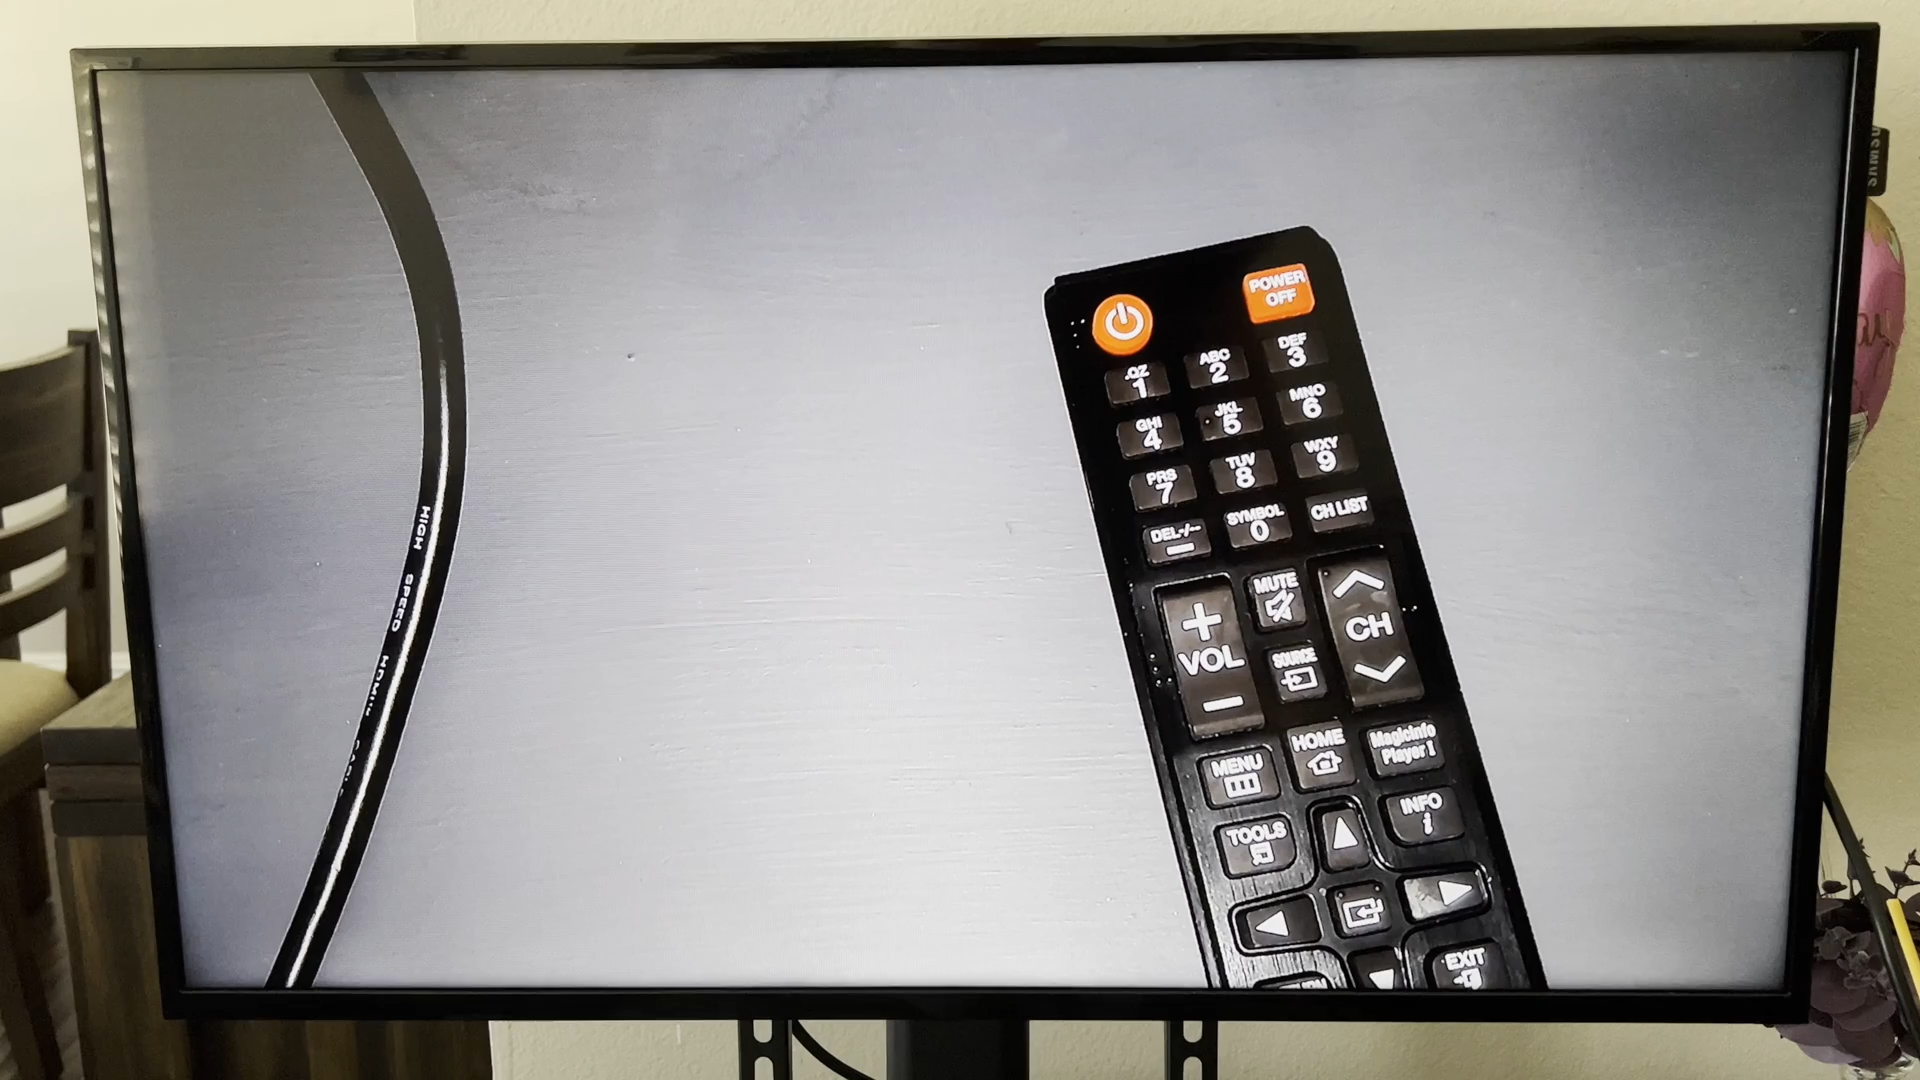 SAMSU
HIGH SPEED HDMI
POWER
OFF
.QZ
1
ABC
2
DEF
3
GHI
4
JKL
5
MNO
6
PRS
7
TUV
8
WXY
9
DEL-/--
SYMBOL
0
CH LIST
+
VOL
-
MUTE
SOURCE
CH
MENU
HOME
MagicInfo
Player I
TOOLS
INFO
i
EXIT